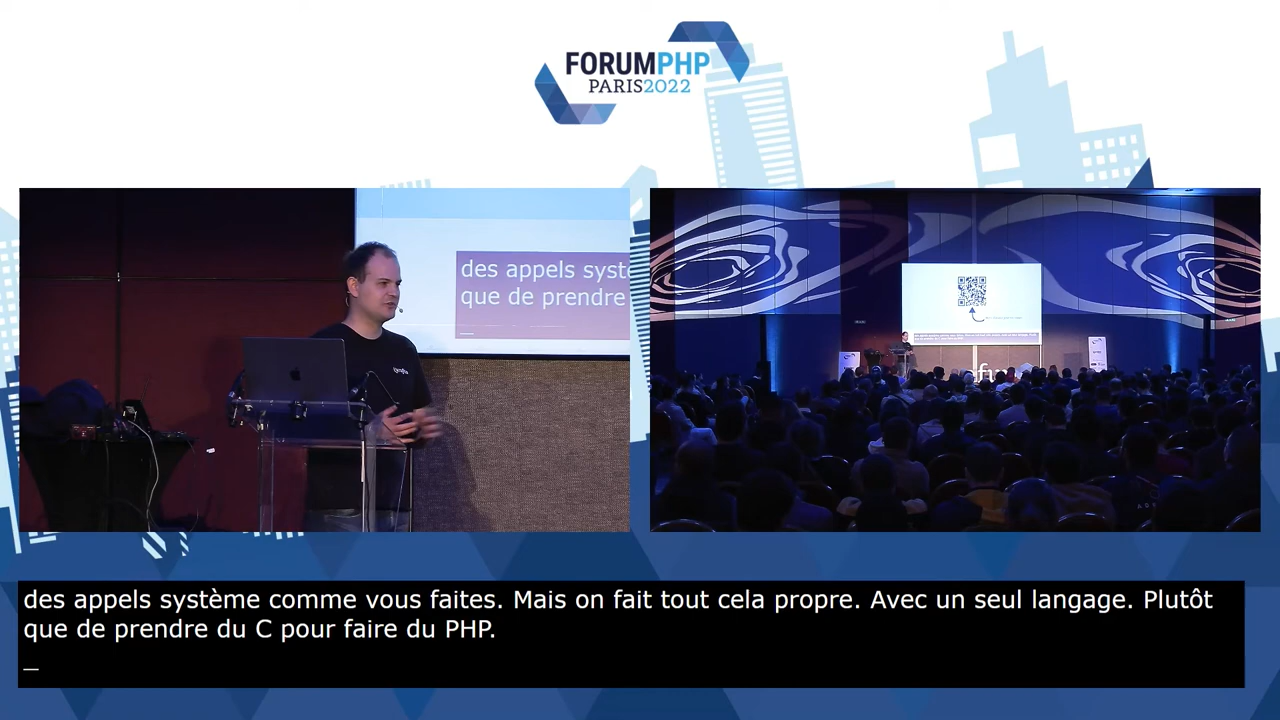 FORUMPHP
PARIS2022
des appels systè
que de prendre
des appels système comme vous faites. Mais on fait tout cela propre. Avec un seul langage. Plutôt
que de prendre du C pour faire du PHP.